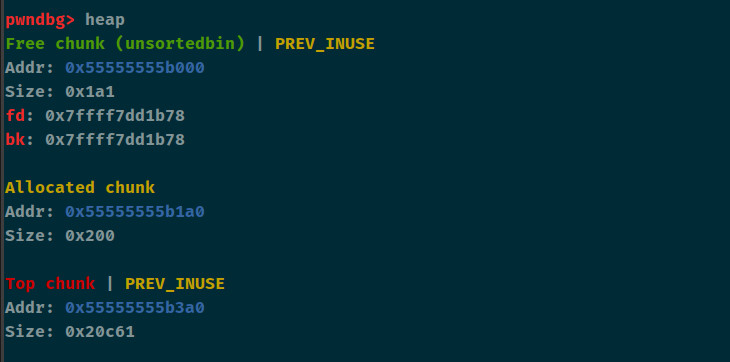 pwndbg> heap
Free chunk (unsortedbin) | PREV_INUSE
Addr: 0x55555555b000
Size: 0x1a1
fd: 0x7ffff7dd1b78
bk: 0x7ffff7dd1b78
Allocated chunk
Addr: 0x55555555b1a0
Size: 0x200
Top chunk | PREV_INUSE
Addr: 0x55555555b3a0
Size: 0x20c61